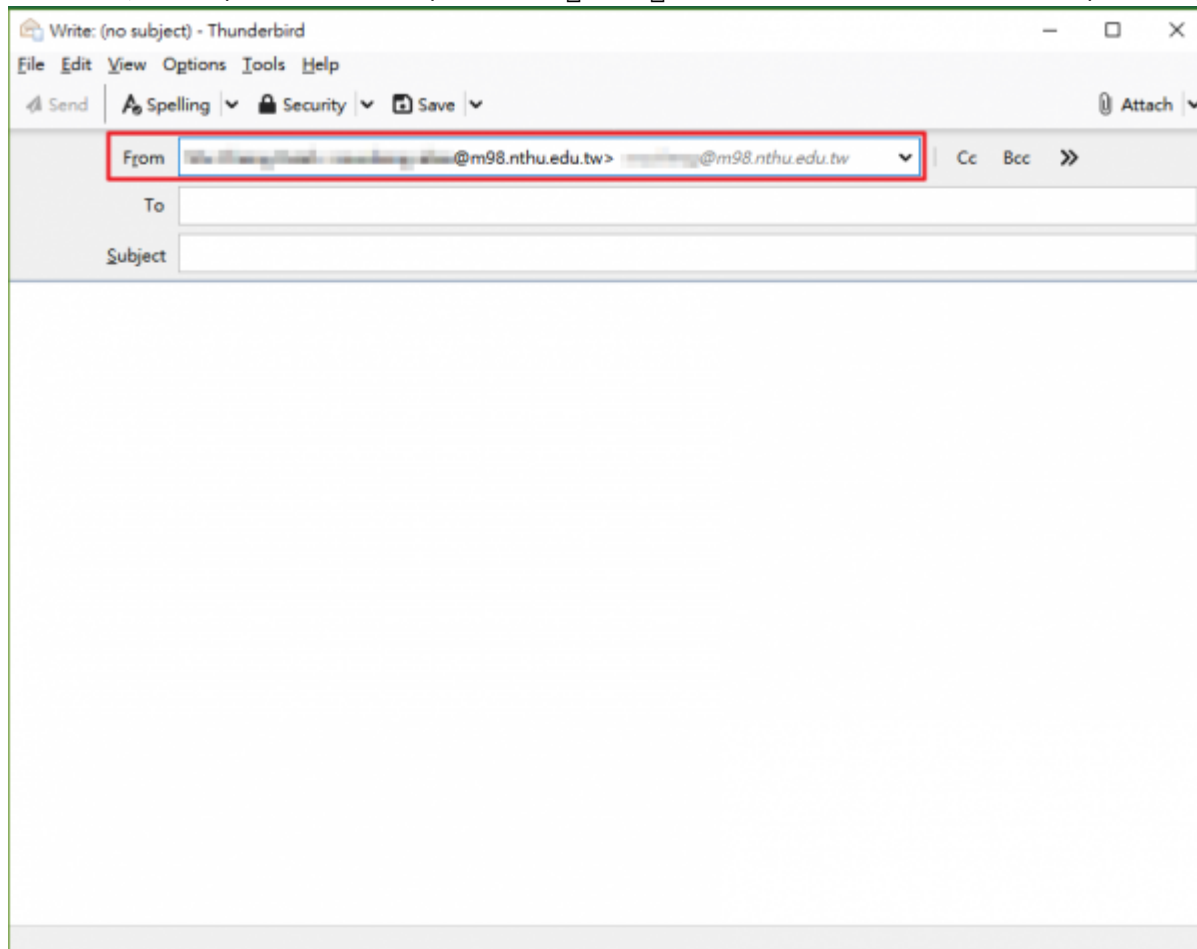 Write: (no subject) - Thunderbird
File Edit View Options Tools Help
Send Spelling Security Save Attach
From @m98.nthu.edu.tw> @m98.nthu.edu.tw Cc Bcc
To
Subject